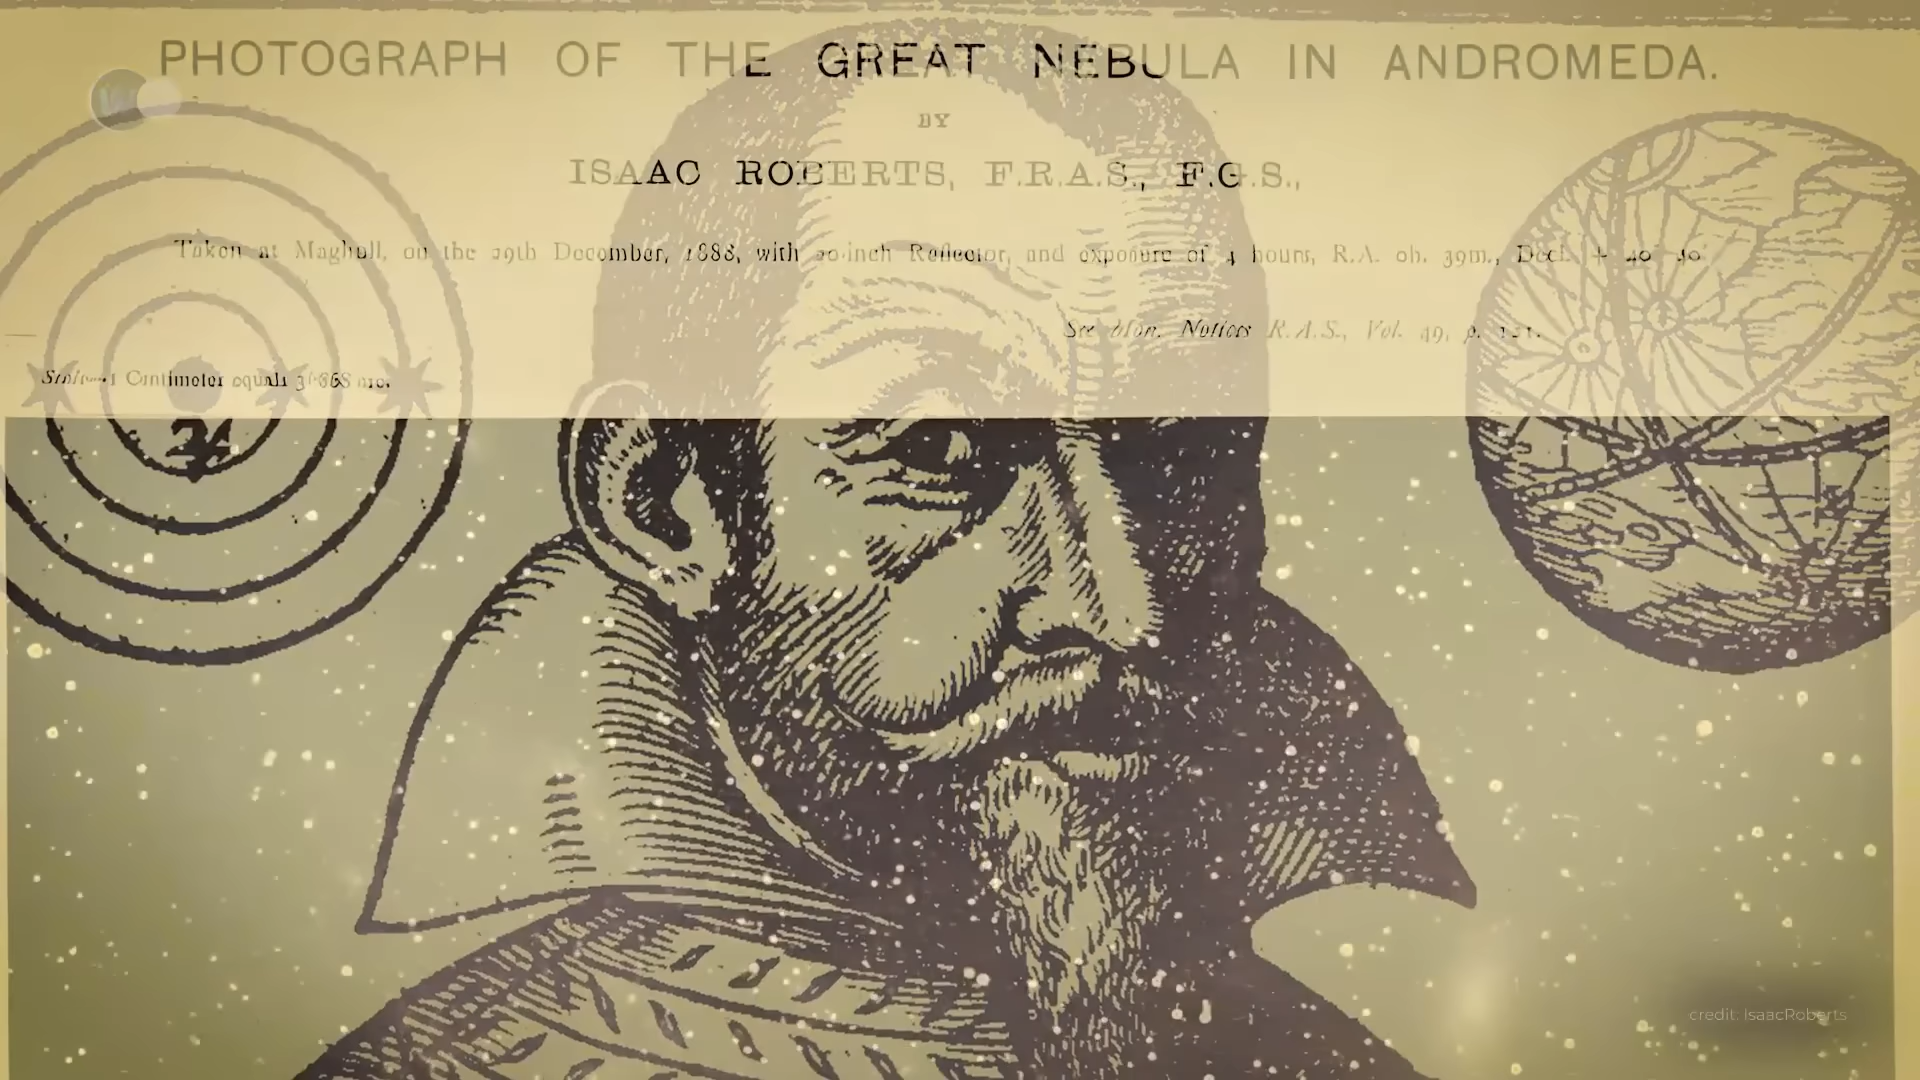 PHOTOGRAPH OF THE GREAT NEBULA IN ANDROMEDA.
BY
ISAAC ROBERTS, F.R.A.S., F.G.S.,
Taken at Maghull, on the 29th December, 1888, with 20-inch Reflector, and exposure of 4 hours, R.A. 0h. 39m., Decl. + 40°
See Mon. Notices R.A.S., Vol. 49, p.
1 Centimeter equals
credit: IsaacRoberts